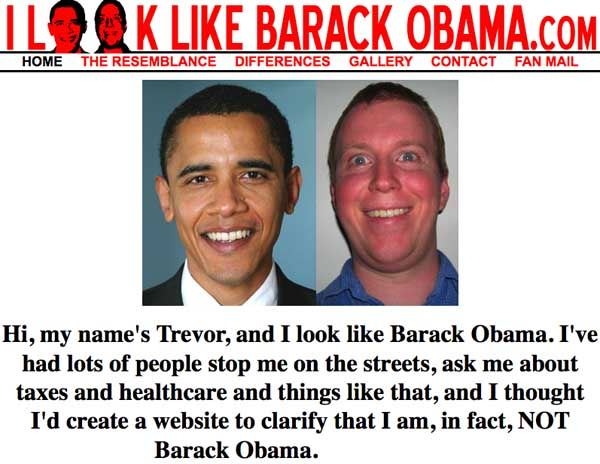 I LOOK LIKE BARACK OBAMA.COM
HOME THE RESEMBLANCE DIFFERENCES GALLERY CONTACT FAN MAIL
Hi, my name's Trevor, and I look like Barack Obama. I've
had lots of people stop me on the streets, ask me about
taxes and healthcare and things like that, and I thought
I'd create a website to clarify that I am, in fact, NOT
Barack Obama.